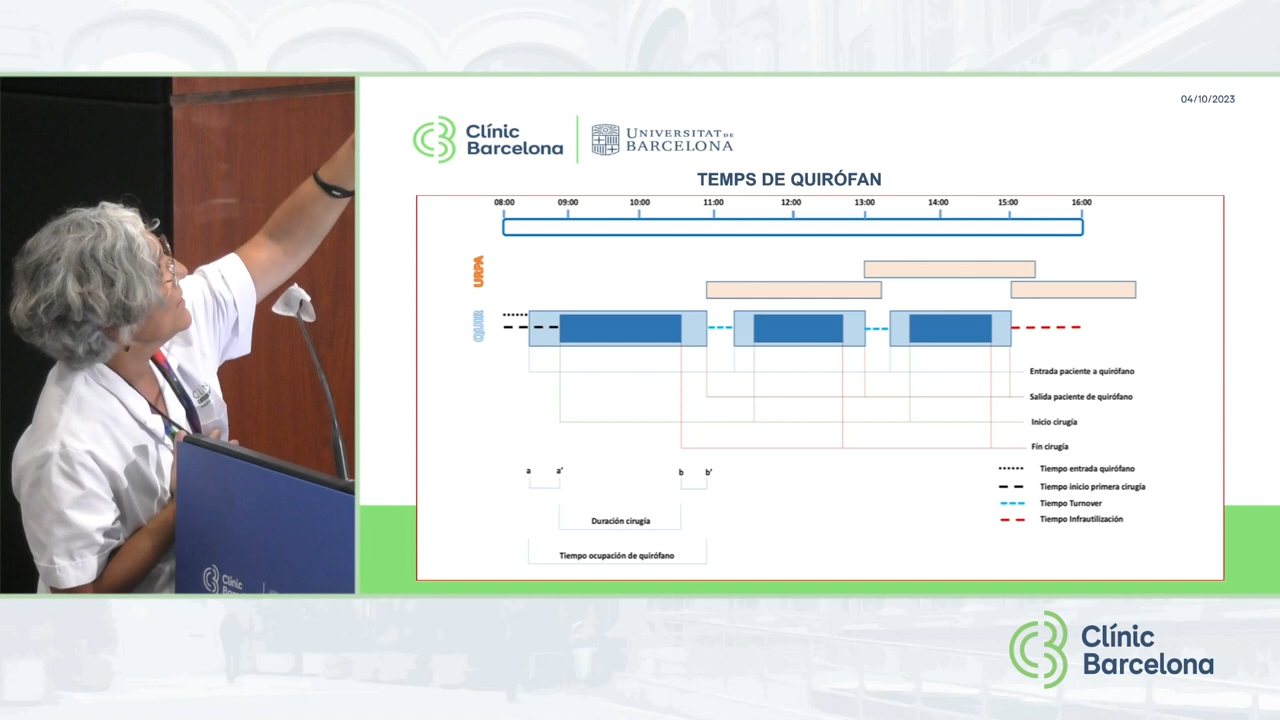 04/10/2023
Clínic
Barcelona
UNIVERSITAT DE
BARCELONA
TEMPS DE QUIRÓFAN
08:00 09:00 10:00 11:00 12:00 13:00 14:00 15:00 16:00
URPA
QUIR
Entrada paciente a quirófano
Salida paciente de quirófano
Inicio cirugía
Fín cirugía
a a' b b'
Tiempo entrada quirófano
Tiempo inicio primera cirugía
Tiempo Turnover
Tiempo Infrautilización
Duración cirugía
Tiempo ocupación de quirófano
Clínic
Clínic
Barcelona